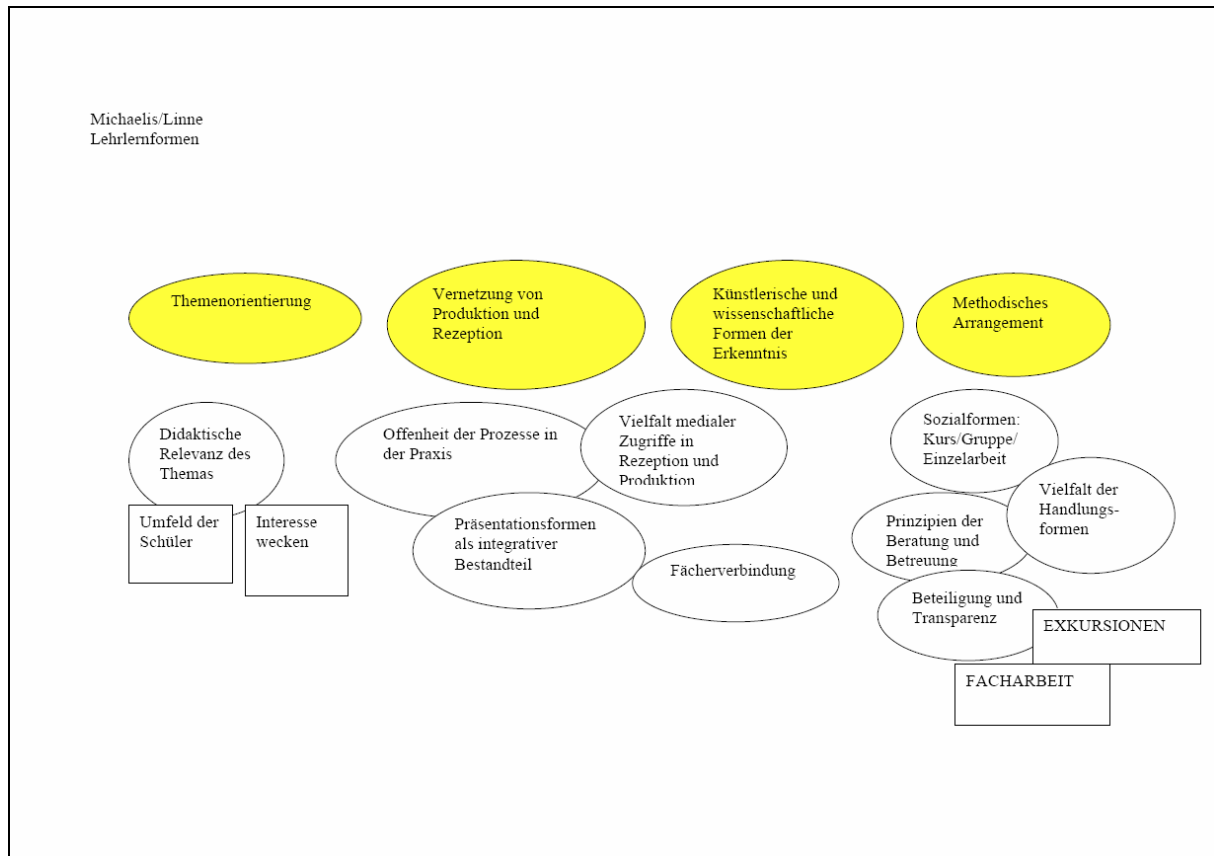 Michaelis/Linne
Lehrlernformen
Themenorientierung
Vernetzung von
Produktion und
Rezeption
Künstlerische und
wissenschaftliche
Formen der
Erkenntnis
Methodisches
Arrangement
Didaktische
Relevanz des
Themas
Umfeld der
Schüler
Interesse
wecken
Offenheit der Prozesse in
der Praxis
Vielfalt medialer
Zugriffe in
Rezeption und
Produktion
Präsentationsformen
als integrativer
Bestandteil
Fächerverbindung
Sozialformen:
Kurs/Gruppe/
Einzelarbeit
Vielfalt der
Handlungs-
formen
Prinzipien der
Beratung und
Betreuung
Beteiligung und
Transparenz
EXKURSIONEN
FACHARBEIT